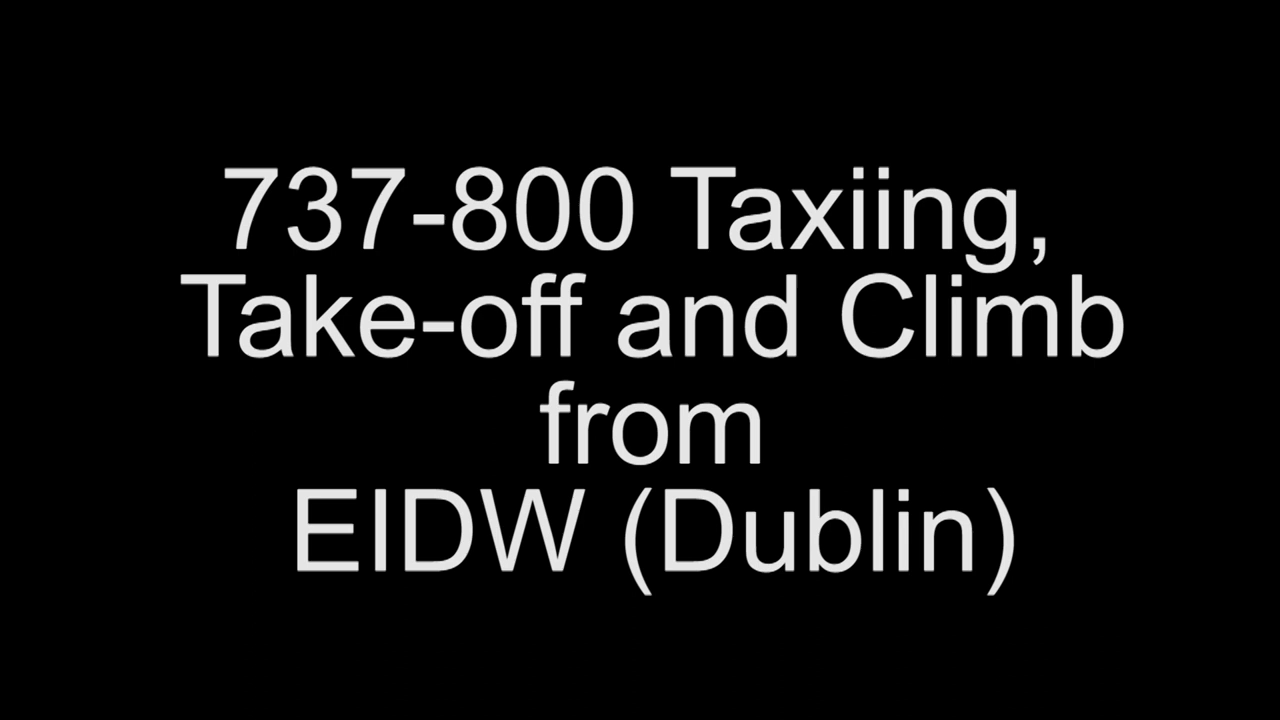 737-800 Taxiing,
Take-off and Climb
from
EIDW (Dublin)